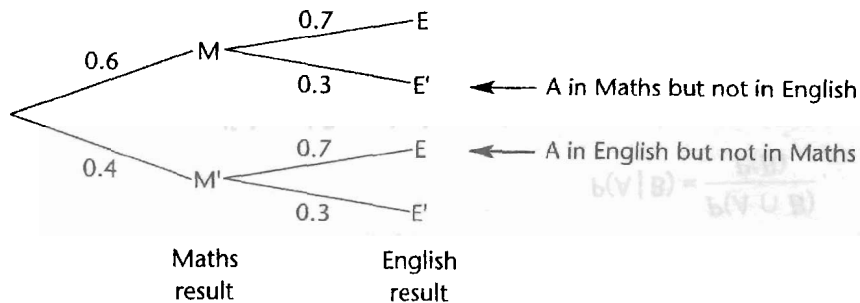 0.7 E
0.6 M
0.3 E' A in Maths but not in English
0.7 E A in English but not in Maths
0.4 M'
0.3 E'
P(A | B) = P(A ∩ B)
P(B)
Maths English
result result